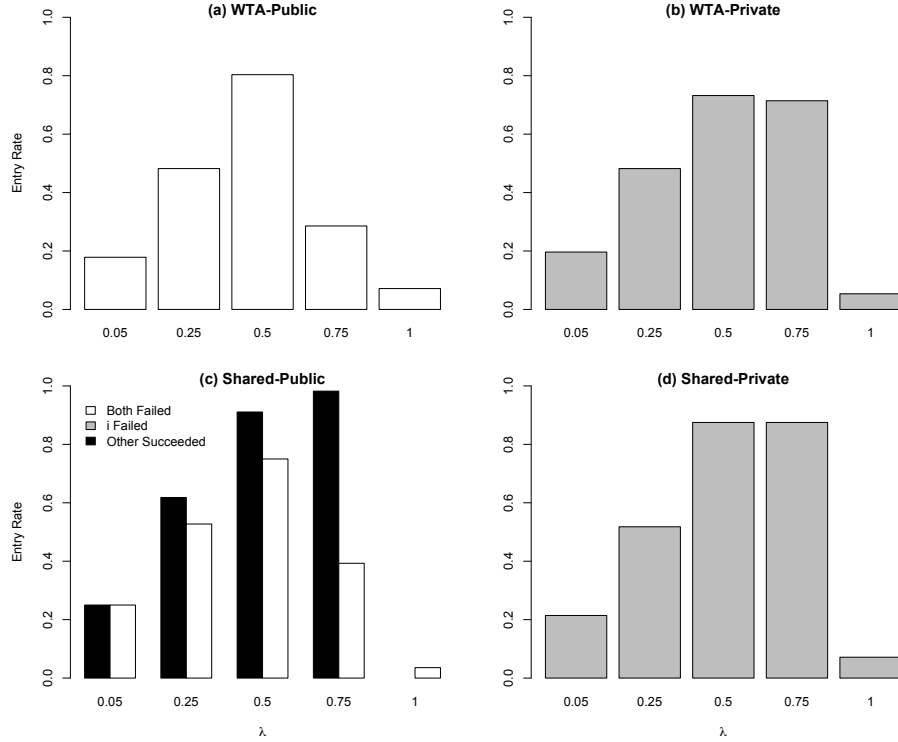 (a) WTA-Public
Entry Rate
0.0 0.2 0.4 0.6 0.8 1.0
0.05 0.25 0.5 0.75 1
(b) WTA-Private
0.0 0.2 0.4 0.6 0.8 1.0
0.05 0.25 0.5 0.75 1
(c) Shared-Public
Both Failed
i Failed
Other Succeeded
Entry Rate
0.0 0.2 0.4 0.6 0.8 1.0
0.05 0.25 0.5 0.75 1
λ
(d) Shared-Private
0.0 0.2 0.4 0.6 0.8 1.0
0.05 0.25 0.5 0.75 1
λ